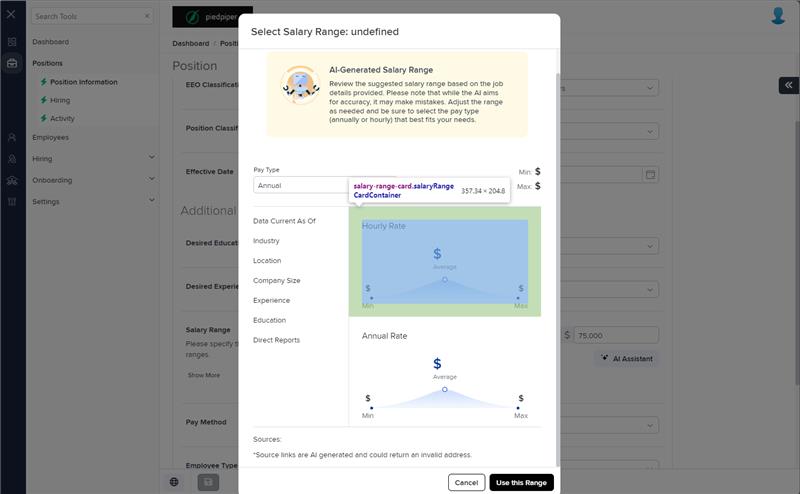 Search Tools
piedpiper
Dashboard
Positions
Position Information
Hiring
Activity
Employees
Hiring
Onboarding
Settings
Dashboard / Positi
Position
EEO Classificati
Position Classif
Effective Date
Additional
Desired Educat
Desired Experie
Salary Range
Please specify th
ranges.
Show More
Pay Method
Employee Type
$ 75,000
AI Assistant
Select Salary Range: undefined
AI-Generated Salary Range
Review the suggested salary range based on the job
details provided. Please note that while the AI aims
for accuracy, it may make mistakes. Adjust the range
as needed and be sure to select the pay type
(annually or hourly) that best fits your needs.
Pay Type
Annual
Min: $
Max: $
salary-range-card.salaryRange
CardContainer
357.34 × 204.8
Data Current As Of
Industry
Location
Company Size
Experience
Education
Direct Reports
Hourly Rate
$
Average
$ $
Min Max
Annual Rate
$
Average
$ $
Min Max
Sources:
*Source links are AI generated and could return an invalid address.
Cancel
Use this Range